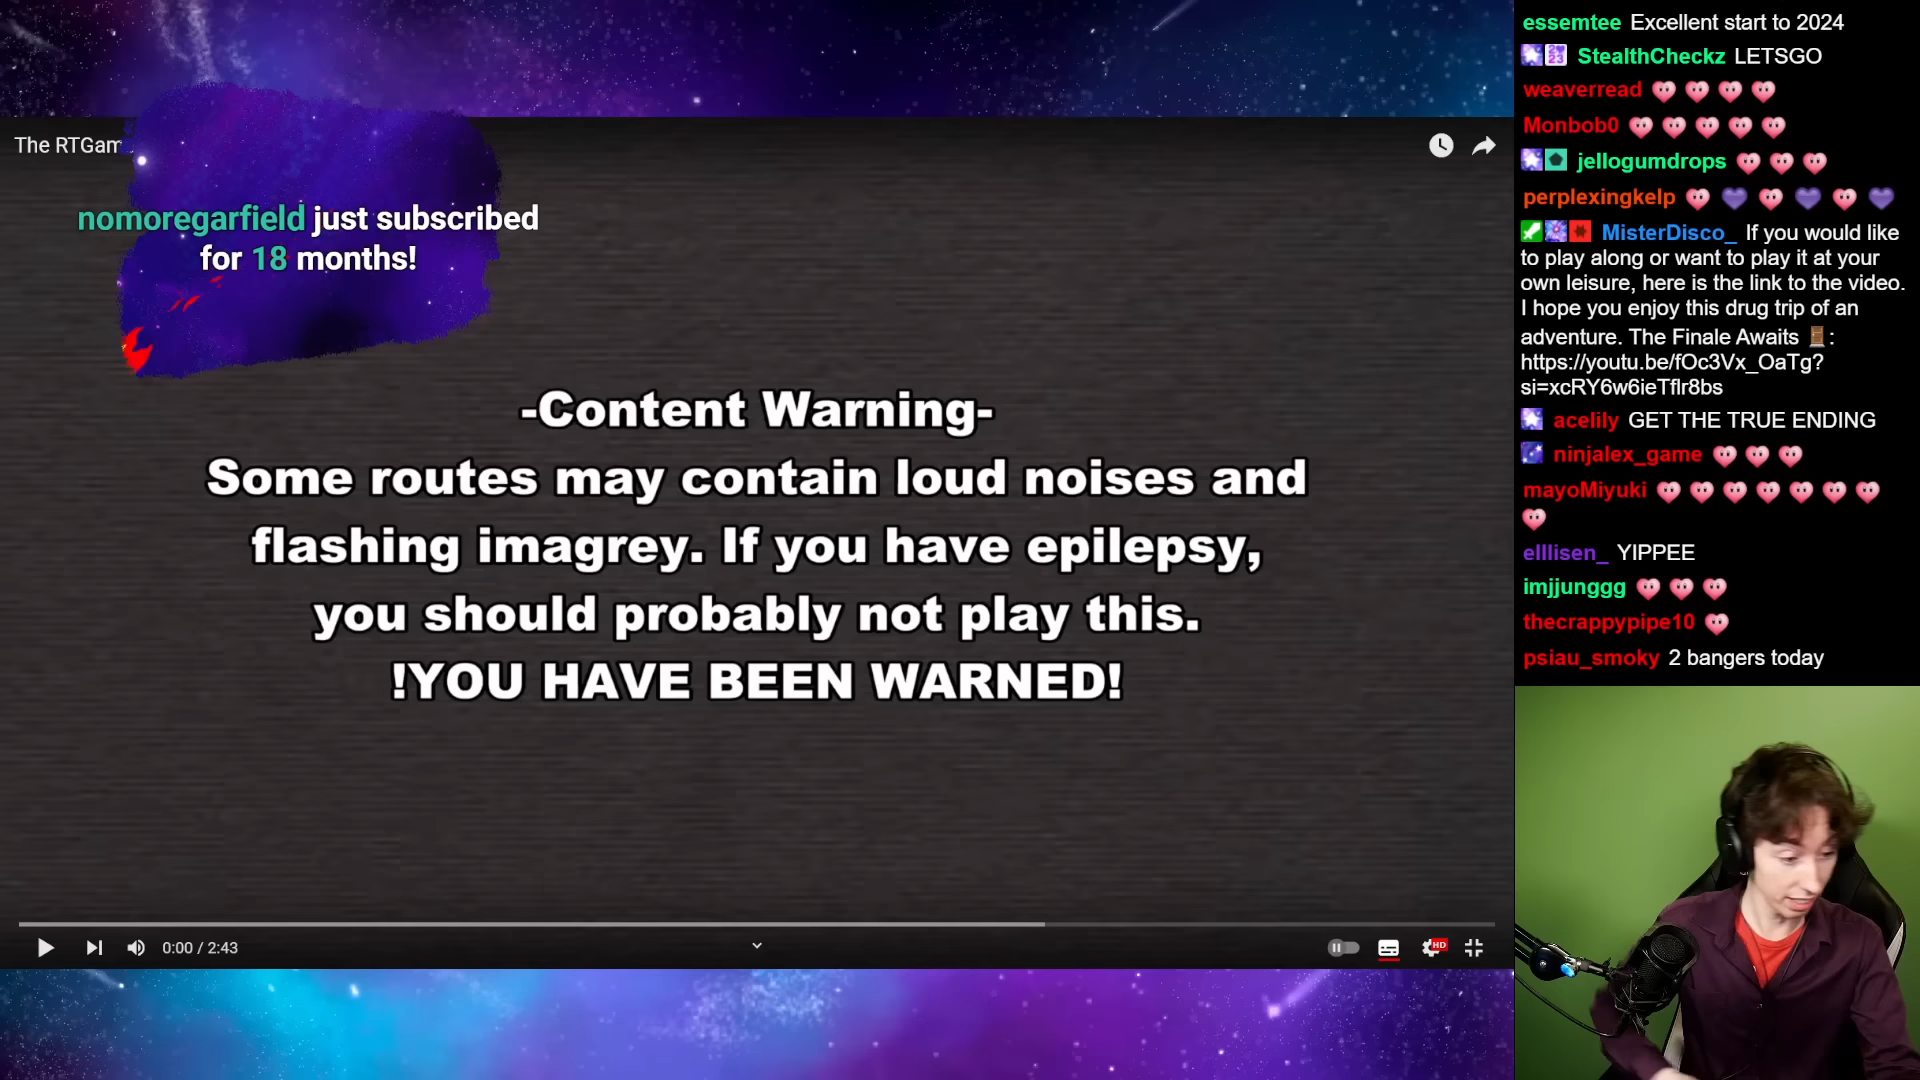 The RTGam
nomoregarfield just subscribed
for 18 months!
-Content Warning-
Some routes may contain loud noises and
flashing imagrey. If you have epilepsy,
you should probably not play this.
!YOU HAVE BEEN WARNED!
0:00 / 2:43
HD
essemtee Excellent start to 2024
23 StealthCheckz LETSGO
weaverread
Monbob0
jellogumdrops
perplexingkelp
MisterDisco_ If you would like
to play along or want to play it at your
own leisure, here is the link to the video.
I hope you enjoy this drug trip of an
adventure. The Finale Awaits 🚪:
https://youtu.be/fOc3Vx_OaTg?
si=xcRY6w6ieTflr8bs
acelily GET THE TRUE ENDING
ninjalex_game
mayoMiyuki
elllisen_ YIPPEE
imjjunggg
thecrappypipe10
psiau_smoky 2 bangers today